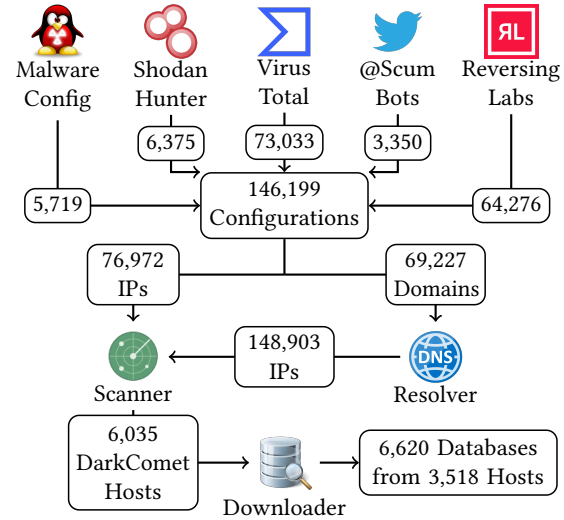 ЯL
Malware
Config
Shodan
Hunter
Virus
Total
@Scum
Bots
Reversing
Labs
6,375
73,033
3,350
5,719
146,199
Configurations
64,276
76,972
IPs
69,227
Domains
148,903
IPs
DNS
Scanner
Resolver
6,035
DarkComet
Hosts
6,620 Databases
from 3,518 Hosts
Downloader